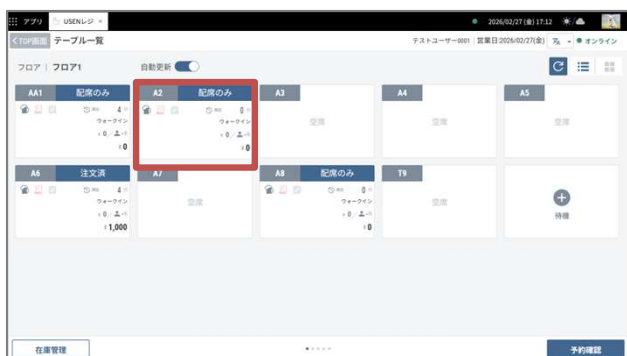 アプリ USENレジ × 2026/02/27(金) 17:12
<TOP画面 テーブル一覧 テストユーザー0001 営業日:2026/02/27(金) オンライン
フロア | フロア1 自動更新
AA1 配席のみ A2 配席のみ A3 A4 A5
4 0
ウォークイン ウォークイン 空席 空席 空席
0 / 0 /
0 0
A6 注文済 A7 A8 配席のみ T9
4 0
ウォークイン 空席 ウォークイン 空席 待機
0 / 0 /
1,000 0
在庫管理 予約確認